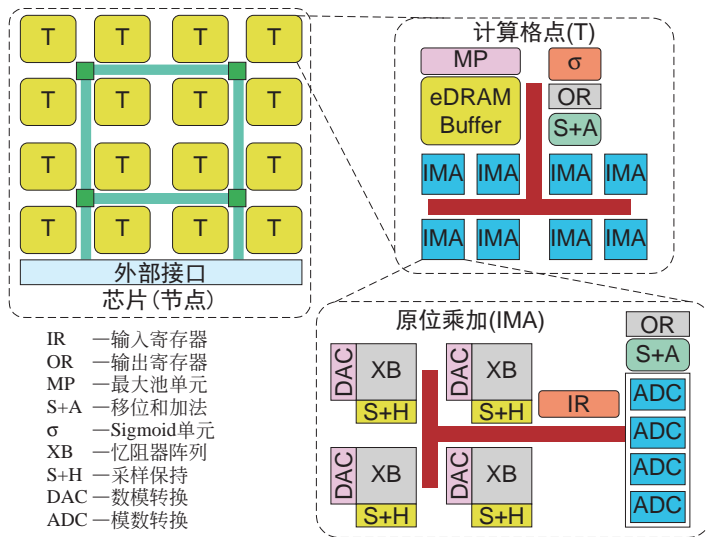 T T T T
T T T T
T T T T
T T T T
外部接口
芯片(节点)
计算格点(T)
MP
σ
eDRAM
Buffer
OR
S+A
IMA IMA IMA IMA
IMA IMA IMA IMA
原位乘加(IMA)
DAC XB
S+H
DAC XB
S+H
DAC XB
S+H
DAC XB
S+H
IR
OR
S+A
ADC
ADC
ADC
ADC
IR —输入寄存器
OR —输出寄存器
MP —最大池单元
S+A —移位和加法
σ —Sigmoid单元
XB —忆阻器阵列
S+H —采样保持
DAC —数模转换
ADC —模数转换